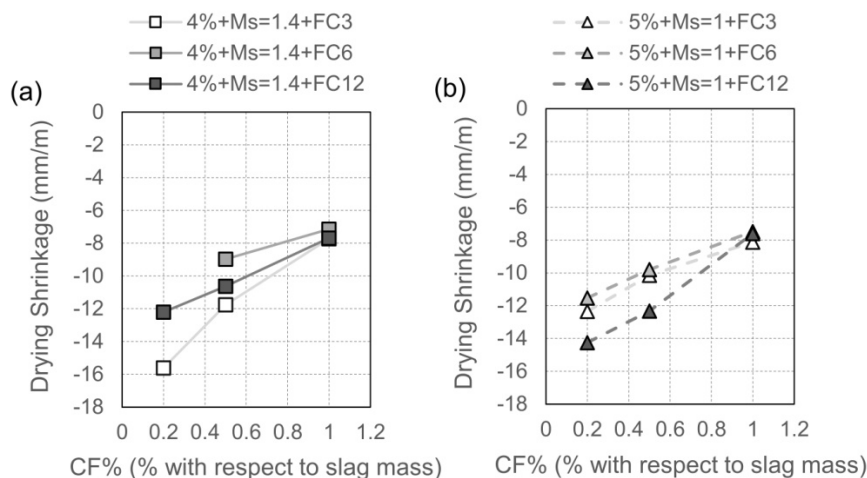 4%+Ms=1.4+FC3
4%+Ms=1.4+FC6
4%+Ms=1.4+FC12
(a)
Drying Shrinkage (mm/m)
0
-2
-4
-6
-8
-10
-12
-14
-16
-18
0 0.2 0.4 0.6 0.8 1 1.2
CF% (% with respect to slag mass)
5%+Ms=1+FC3
5%+Ms=1+FC6
5%+Ms=1+FC12
(b)
Drying Shrinkage (mm/m)
0
-2
-4
-6
-8
-10
-12
-14
-16
-18
0 0.2 0.4 0.6 0.8 1 1.2
CF% (% with respect to slag mass)